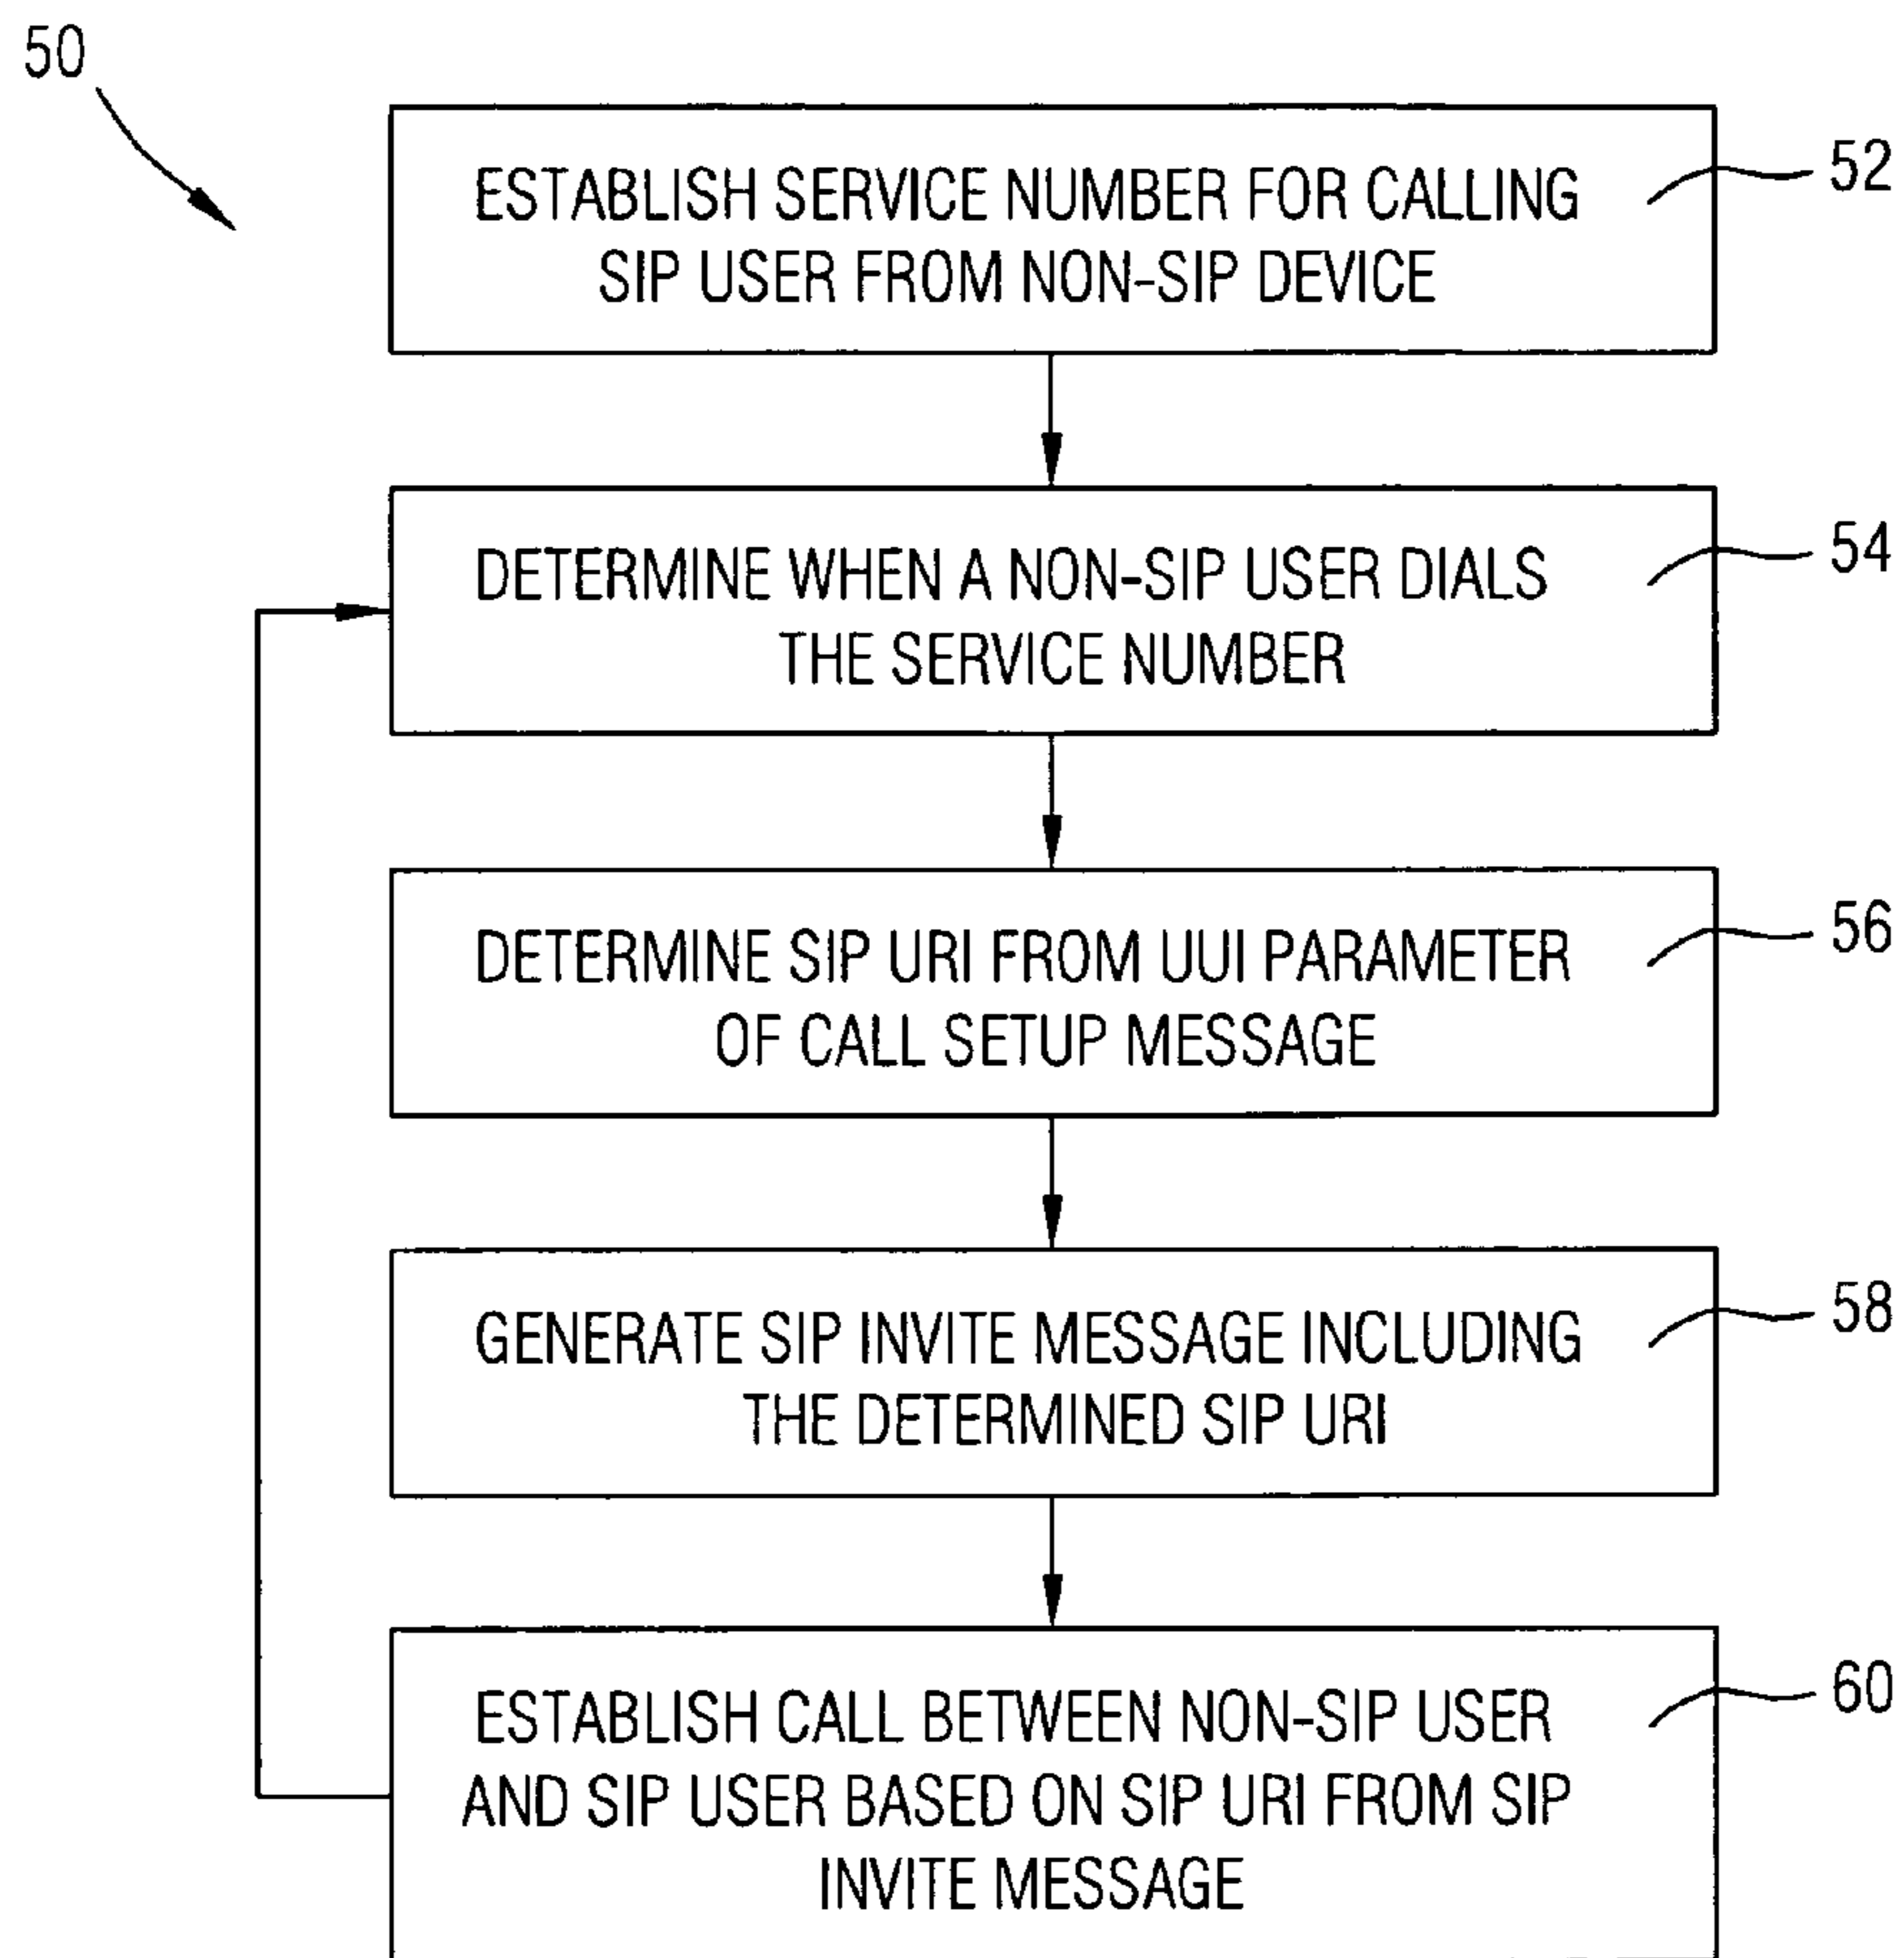 50
ESTABLISH SERVICE NUMBER FOR CALLING
SIP USER FROM NON-SIP DEVICE
52
DETERMINE WHEN A NON-SIP USER DIALS
THE SERVICE NUMBER
54
DETERMINE SIP URI FROM UUI PARAMETER
OF CALL SETUP MESSAGE
56
GENERATE SIP INVITE MESSAGE INCLUDING
THE DETERMINED SIP URI
58
ESTABLISH CALL BETWEEN NON-SIP USER
AND SIP USER BASED ON SIP URI FROM SIP
INVITE MESSAGE
60